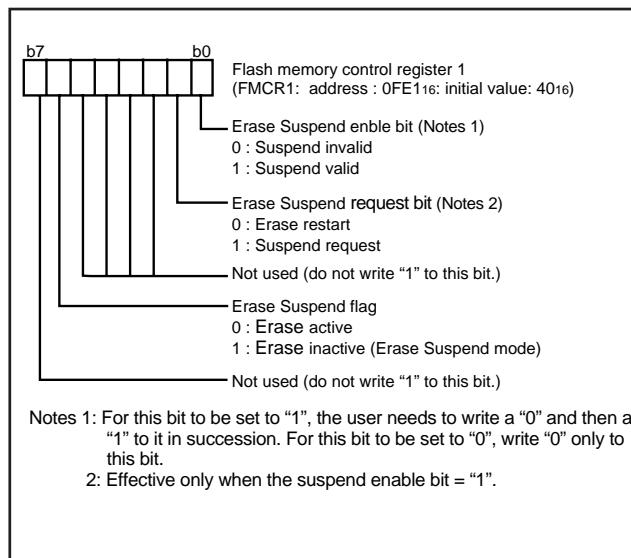 b7 b0
Flash memory control register 1
(FMCR1: address : 0FE116: initial value: 4016)
Erase Suspend enble bit (Notes 1)
0 : Suspend invalid
1 : Suspend valid
Erase Suspend request bit (Notes 2)
0 : Erase restart
1 : Suspend request
Not used (do not write “1” to this bit.)
Erase Suspend flag
0 : Erase active
1 : Erase inactive (Erase Suspend mode)
Not used (do not write “1” to this bit.)
Notes 1: For this bit to be set to “1”, the user needs to write a “0” and then a
“1” to it in succession. For this bit to be set to “0”, write “0” only to
this bit.
2: Effective only when the suspend enable bit = “1”.